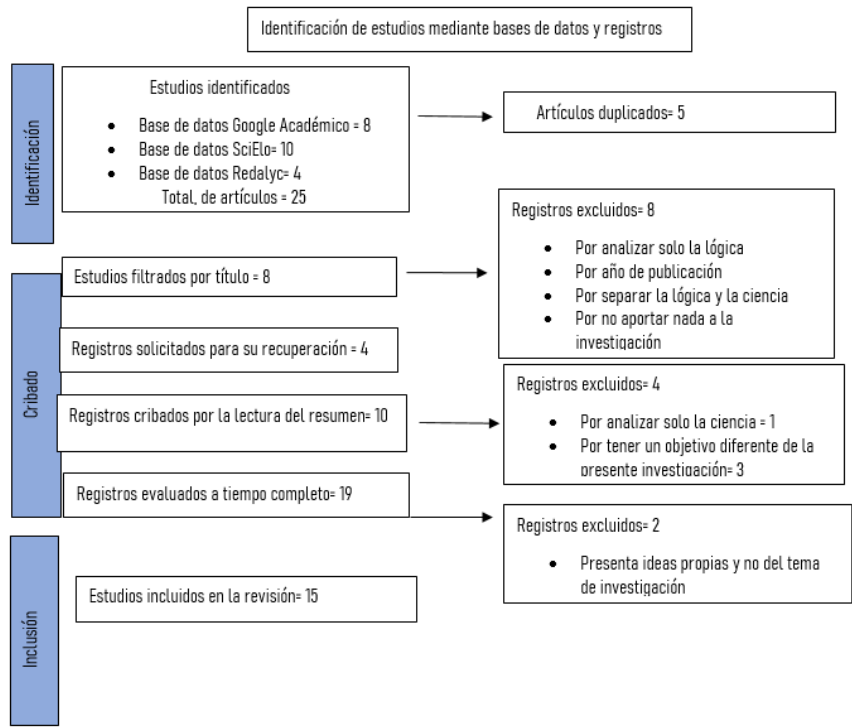 Identificación de estudios mediante bases de datos y registros
Identificación
Estudios identificados
• Base de datos Google Académico = 8
• Base de datos SciElo= 10
• Base de datos Redalyc= 4
Total, de artículos = 25
Artículos duplicados= 5
Cribado
Estudios filtrados por título = 8
Registros excluidos= 8
• Por analizar solo la lógica
• Por año de publicación
• Por separar la lógica y la ciencia
• Por no aportar nada a la
investigación
Registros solicitados para su recuperación = 4
Registros cribados por la lectura del resumen= 10
Registros excluidos= 4
• Por analizar solo la ciencia = 1
• Por tener un objetivo diferente de la
presente investigación= 3
Registros evaluados a tiempo completo= 19
Registros excluidos= 2
• Presenta ideas propias y no del tema
de investigación
Inclusión
Estudios incluidos en la revisión= 15